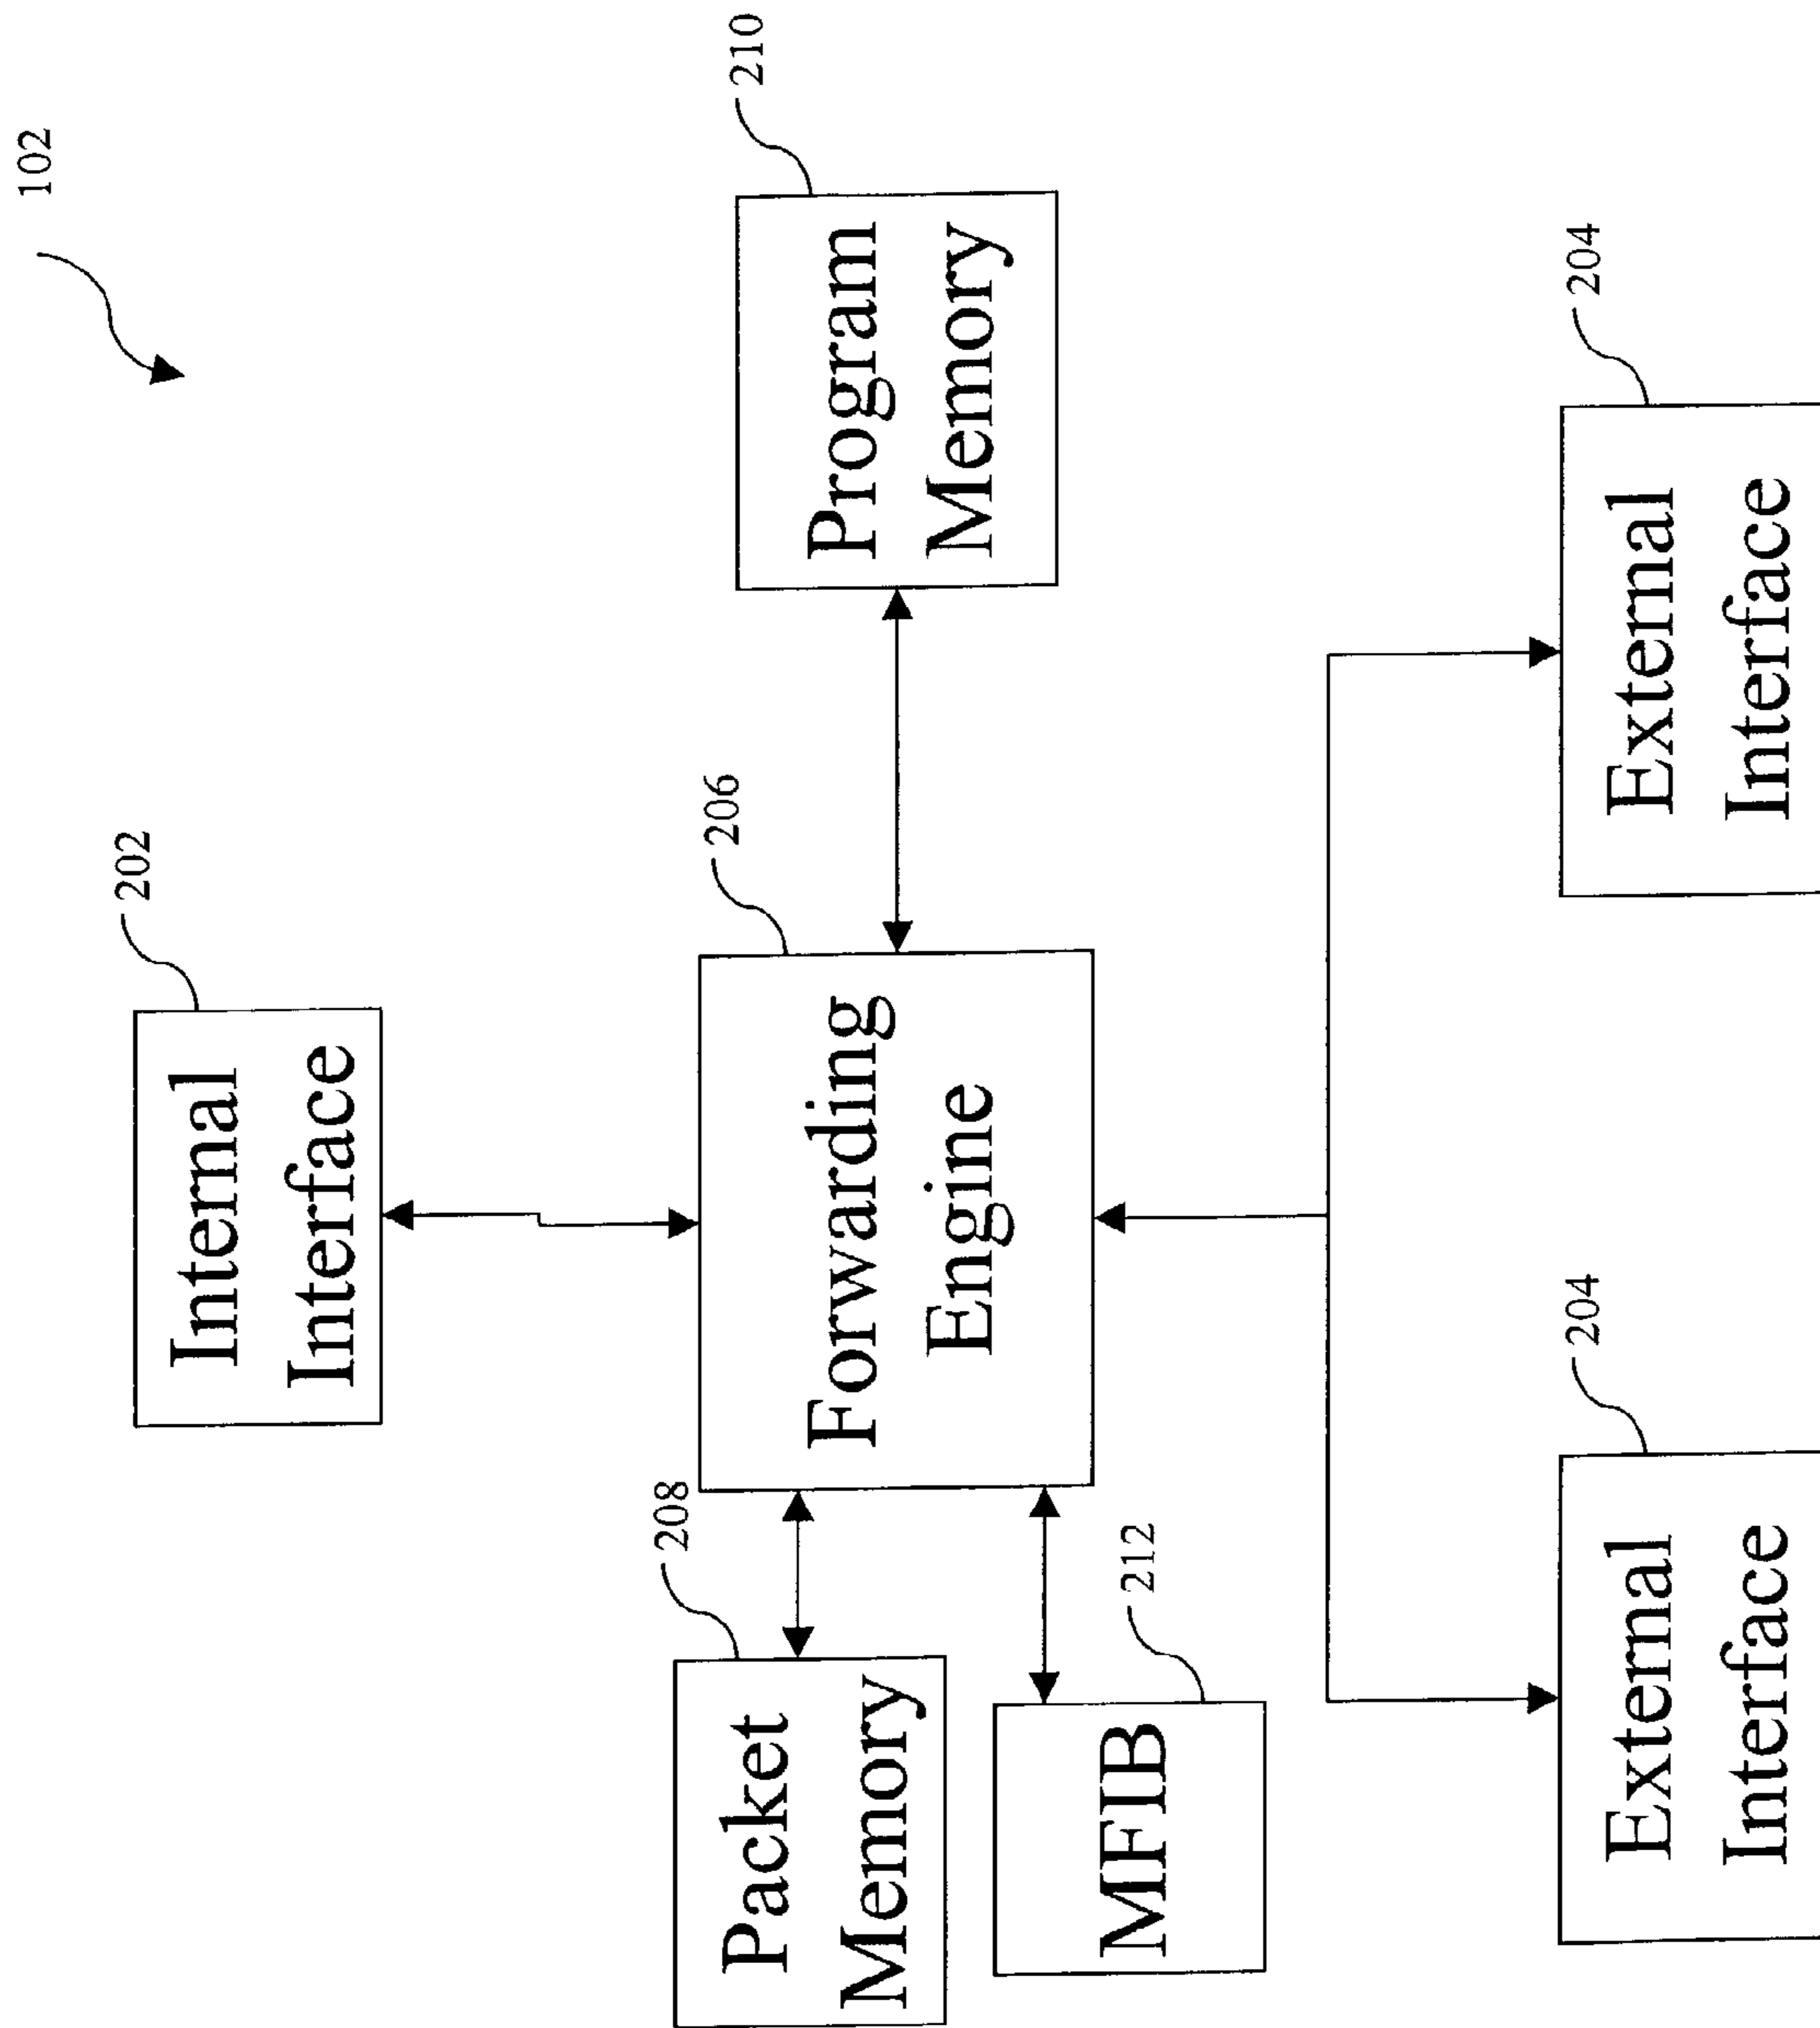 102
202
Internal
Interface
208
Packet
Memory
206
Forwarding
Engine
210
Program
Memory
212
MFIB
204
External
Interface
204
External
Interface